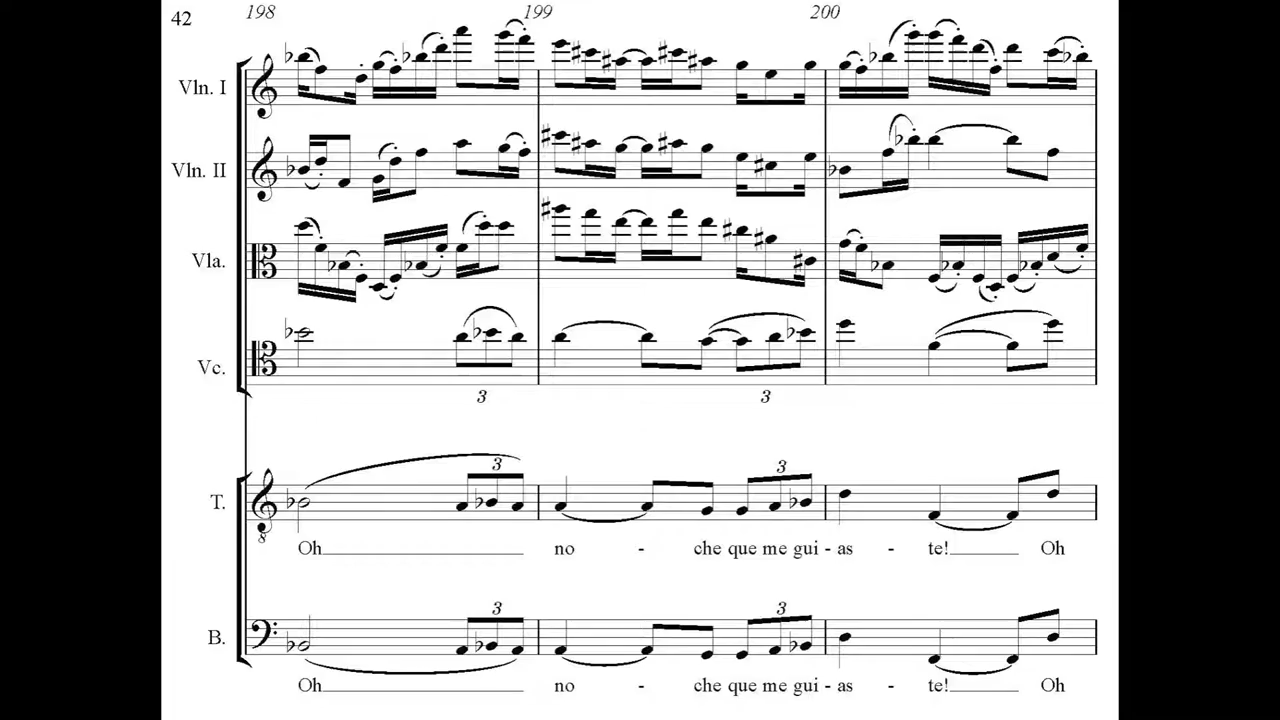 42
198 199 200
Vln. I
Vln. II
Vla.
Vc.
3 3
3 3
T.
8
Oh no - che que me gui - as - te! Oh
3 3
B.
Oh no - che que me gui - as - te! Oh